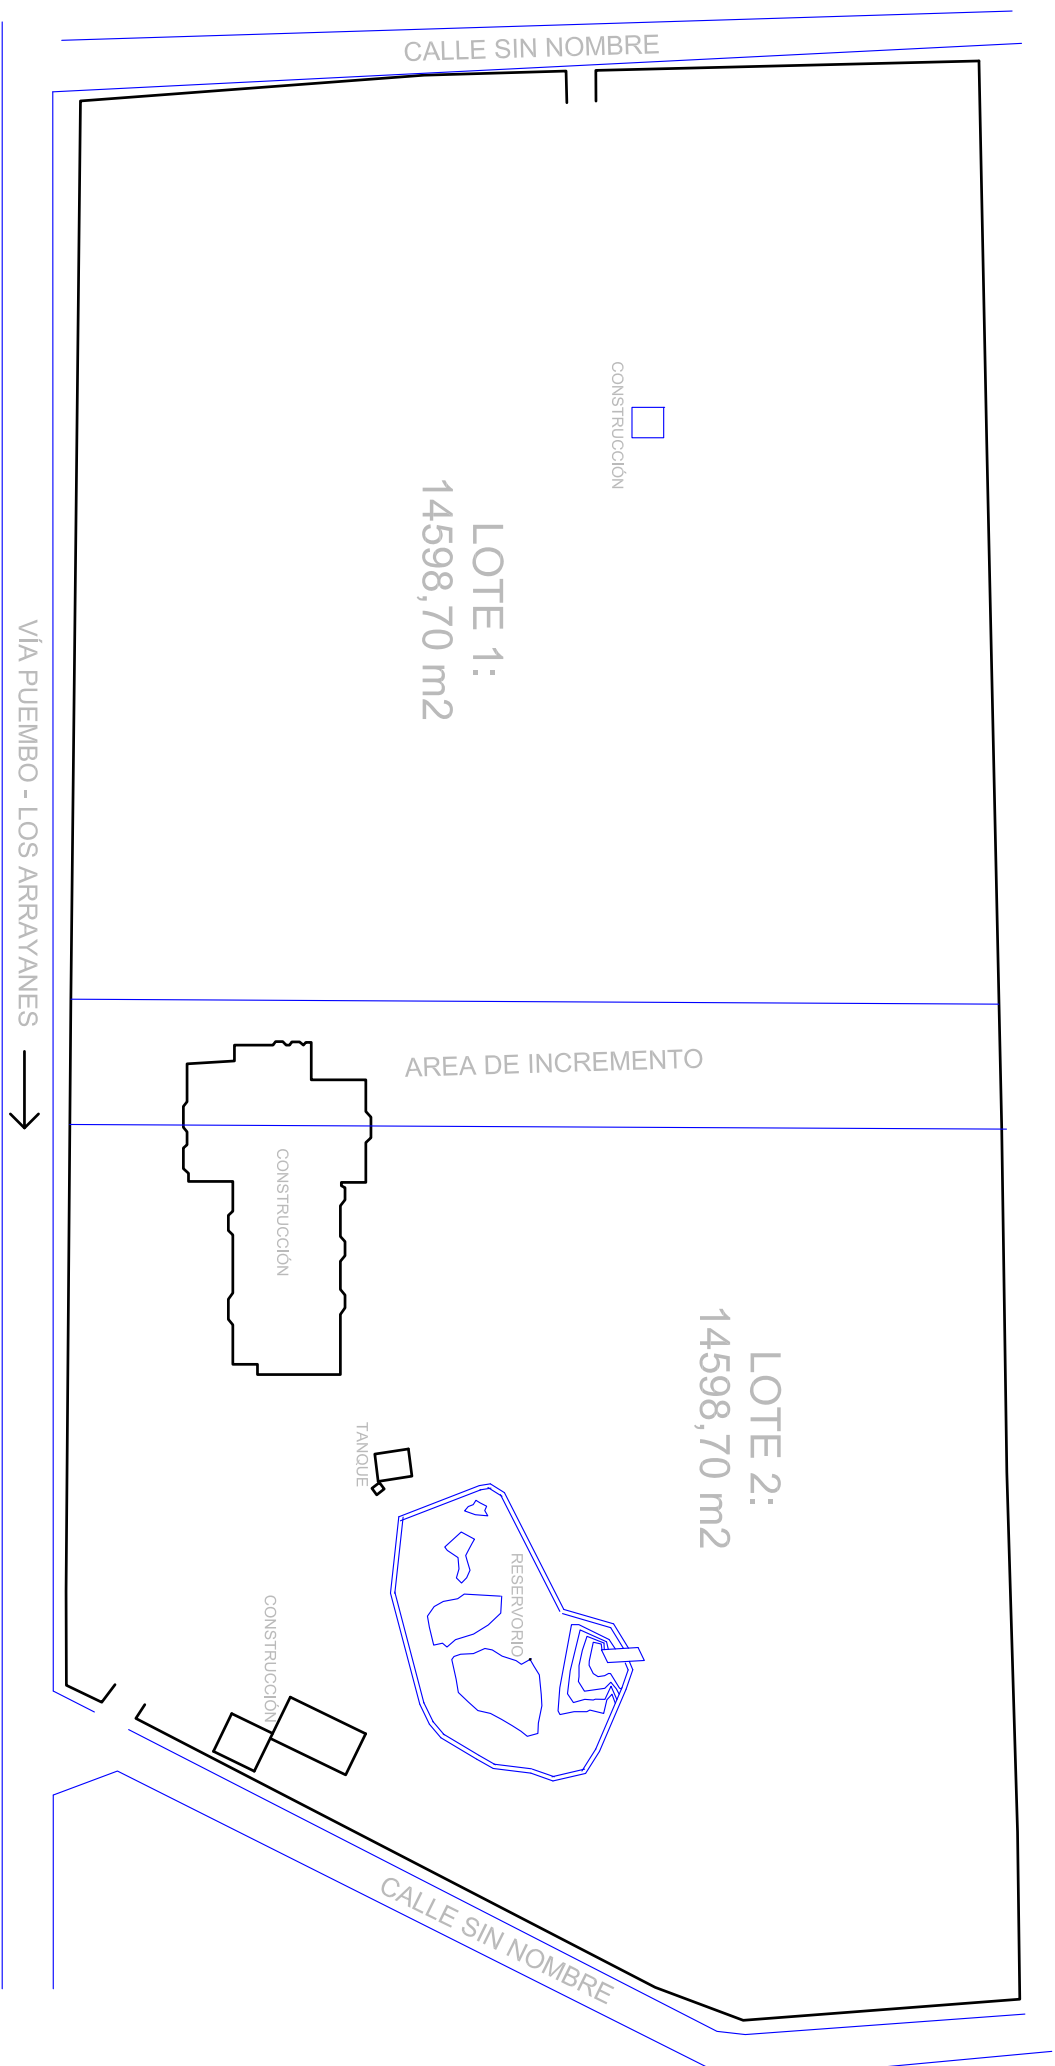 CALLE SIN NOMBRE
CONSTRUCCIÓN
LOTE 1:
14598,70 m2
VÍA PUEMBO - LOS ARRAYANES
AREA DE INCREMENTO
CONSTRUCCIÓN
LOTE 2:
14598,70 m2
TANQUE
RESERVORIO
CONSTRUCCIÓN
CALLE SIN NOMBRE